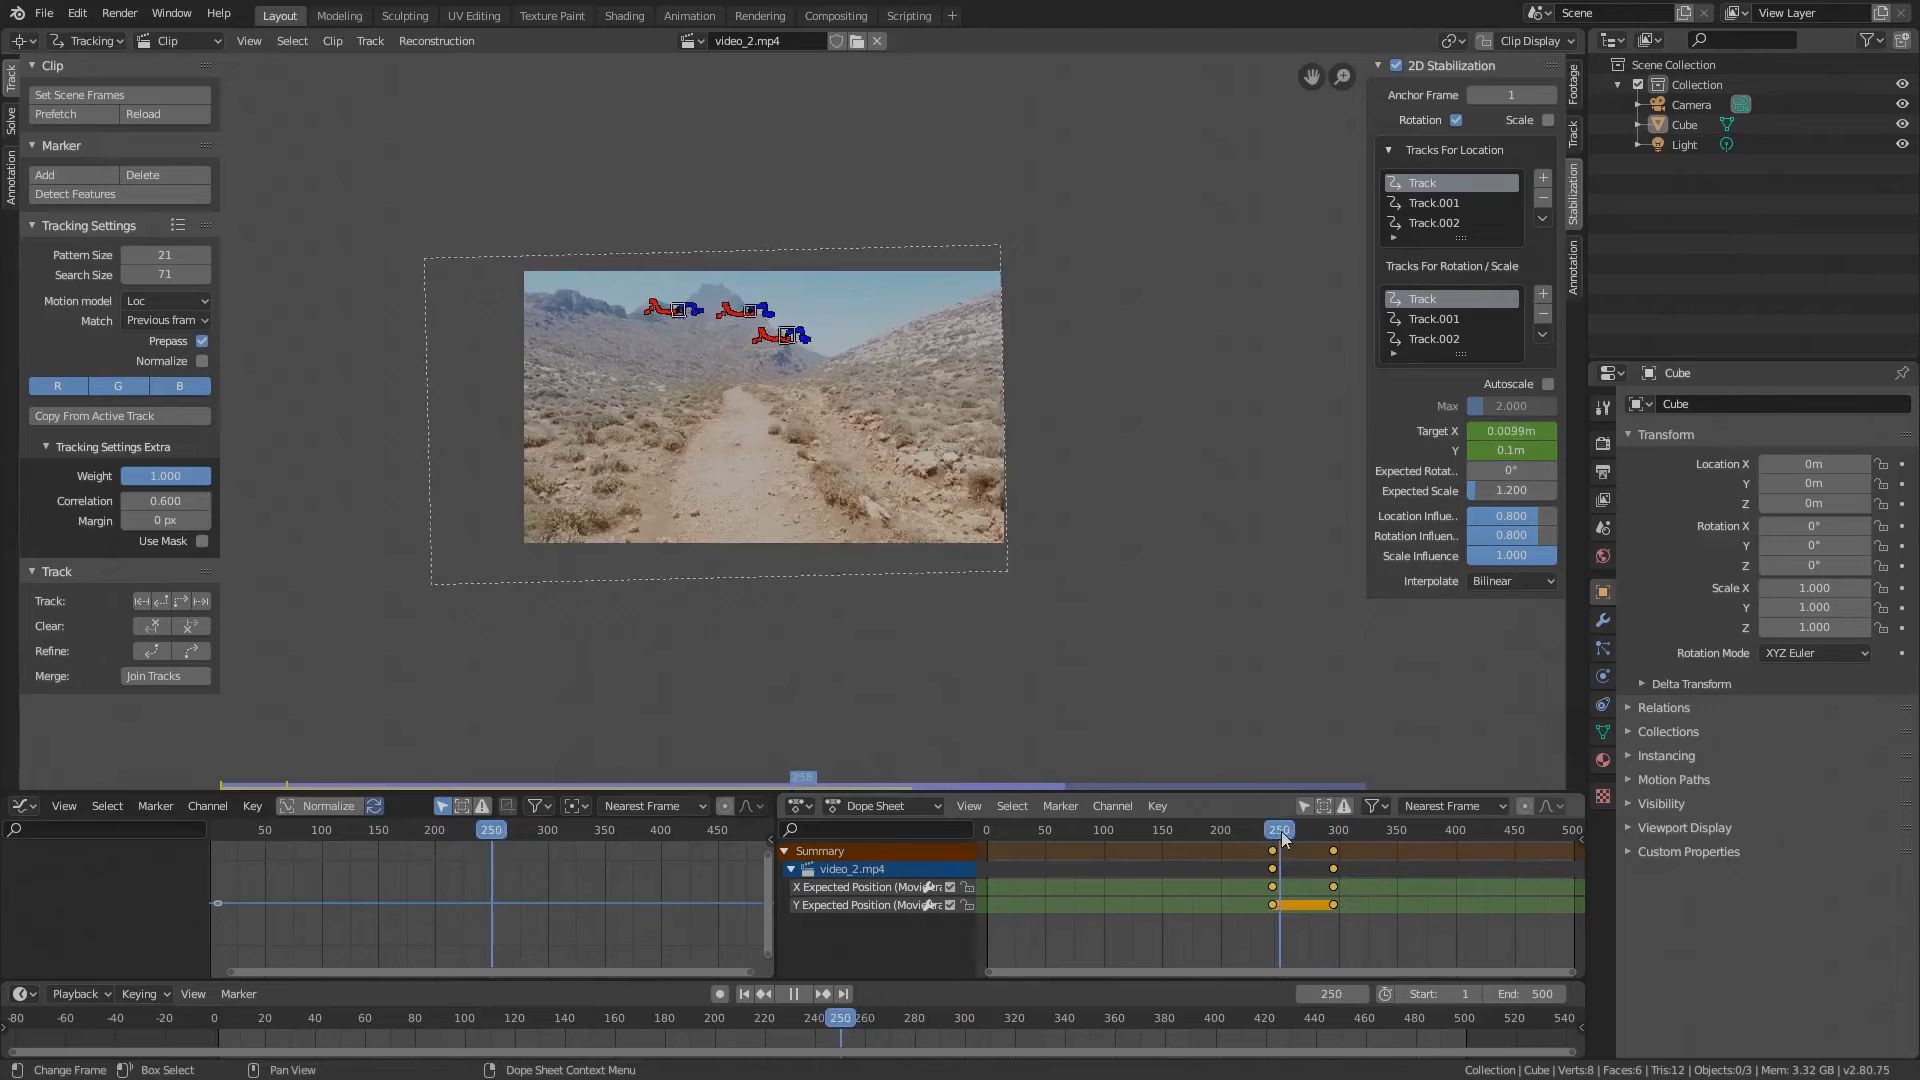 File Edit Render Window Help Layout Modeling Sculpting UV Editing Texture Paint Shading Animation Rendering Compositing Scripting + Scene View Layer
Tracking Clip View Select Clip Track Reconstruction video_2.mp4 Clip Display
Track
Solve
Annotation
Clip
Set Scene Frames
Prefetch Reload
Marker
Add Delete
Detect Features
Tracking Settings
Pattern Size 21
Search Size 71
Motion model Loc
Match Previous fram
Prepass
Normalize
R G B
Copy From Active Track
Tracking Settings Extra
Weight 1.000
Correlation 0.600
Margin 0 px
Use Mask
Track
Track:
Clear:
Refine:
Merge: Join Tracks
2D Stabilization
Anchor Frame 1
Rotation Scale
Tracks For Location
Track
Track.001
Track.002
Tracks For Rotation / Scale
Track
Track.001
Track.002
Autoscale
Max 2.000
Target X 0.0099m
Y 0.1m
Expected Rotat.. 0°
Expected Scale 1.200
Location Influe.. 0.800
Rotation Influen.. 0.800
Scale Influence 1.000
Interpolate Bilinear
Footage
Track
Stabilization
Annotation
Scene Collection
Collection
Camera
Cube
Light
Cube
Cube
Transform
Location X 0m
Y 0m
Z 0m
Rotation X 0°
Y 0°
Z 0°
Scale X 1.000
Y 1.000
Z 1.000
Rotation Mode XYZ Euler
Delta Transform
Relations
Collections
Instancing
Motion Paths
Visibility
Viewport Display
Custom Properties
View Select Marker Channel Key Normalize Nearest Frame
50 100 150 200 250 300 350 400 450
Dope Sheet View Select Marker Channel Key Nearest Frame
0 50 100 150 200 250 300 350 400 450 500
Summary
video_2.mp4
X Expected Position (Movie
Y Expected Position (Movie
Playback Keying View Marker 250 Start: 1 End: 500
-80 -60 -40 -20 0 20 40 60 80 100 120 140 160 180 200 220 240 250 260 280 300 320 340 360 380 400 420 440 460 480 500 520 540
Change Frame Box Select Pan View Dope Sheet Context Menu Collection | Cube | Verts:8 | Faces:6 | Tris:12 | Objects:0/3 | Mem: 3.32 GB | v2.80.75